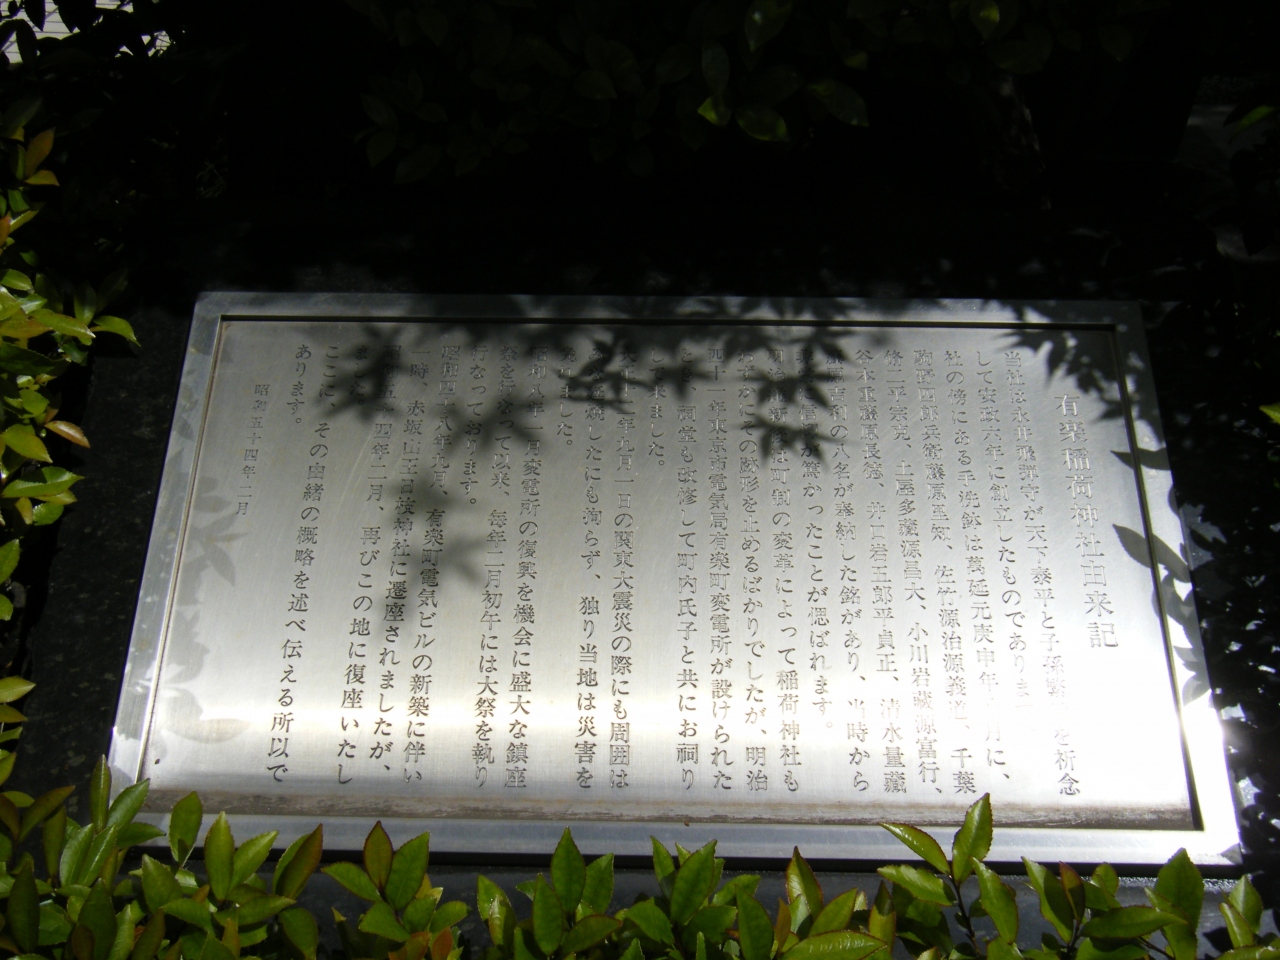 有楽稲荷神社由来記
当社は永井飛騨守が天下泰平と子孫繁 を祈念
して安政六年に創立したものでありま
社の傍にある手洗鉢は萬延元庚申年 月に、
駒野四郎兵衛藤原 知、佐竹源治源義道、千葉
平宗 、土屋多蔵源昌大、小川岩蔵源富行、
谷木重蔵原長 、井口岩五郎平貞正、清水量蔵
原吉利の八名が奉納した銘があり、当時から
信 が篤かったことが偲ばれます。
明治 新 は町制の変革によって稲荷神社も
わずかにその跡形を止めるばかりでしたが、明治
四十一年東京市電気局有楽町変電所が設けられた
とき、祠堂も改修して町内氏子と共にお祠り
して来ました。
大正十二年九月一日の関東大震災の際にも周囲は
焼したにも拘らず、独り当地は災害を
りました。
昭和八年一月変電所の復興を機会に盛大な鎮座
祭を行なって以来、毎年二月初午には大祭を執り
行なっております。
昭和四十八年九月、有楽町電気ビルの新築に伴い
一時、赤坂山王日枝神社に遷座されましたが、
昭和五十四年二月、再びこの地に復座いたし
ました。
ここに、その由緒の概略を述べ伝える所以で
あります。
昭和五十四年二月